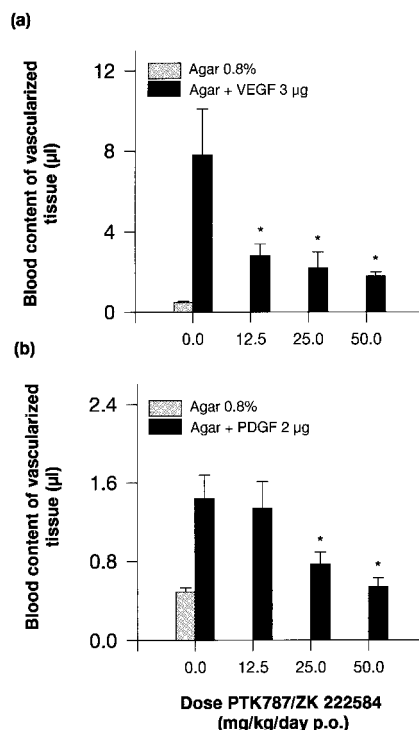 (a)
Agar 0.8%
Agar + VEGF 3 µg
Blood content of vascularized
tissue (µl)
12
8
4
0
*
*
*
0.0 12.5 25.0 50.0
(b)
Agar 0.8%
Agar + PDGF 2 µg
Blood content of vascularized
tissue (µl)
2.4
1.6
0.8
0.0
*
*
0.0 12.5 25.0 50.0
Dose PTK787/ZK 222584
(mg/kg/day p.o.)